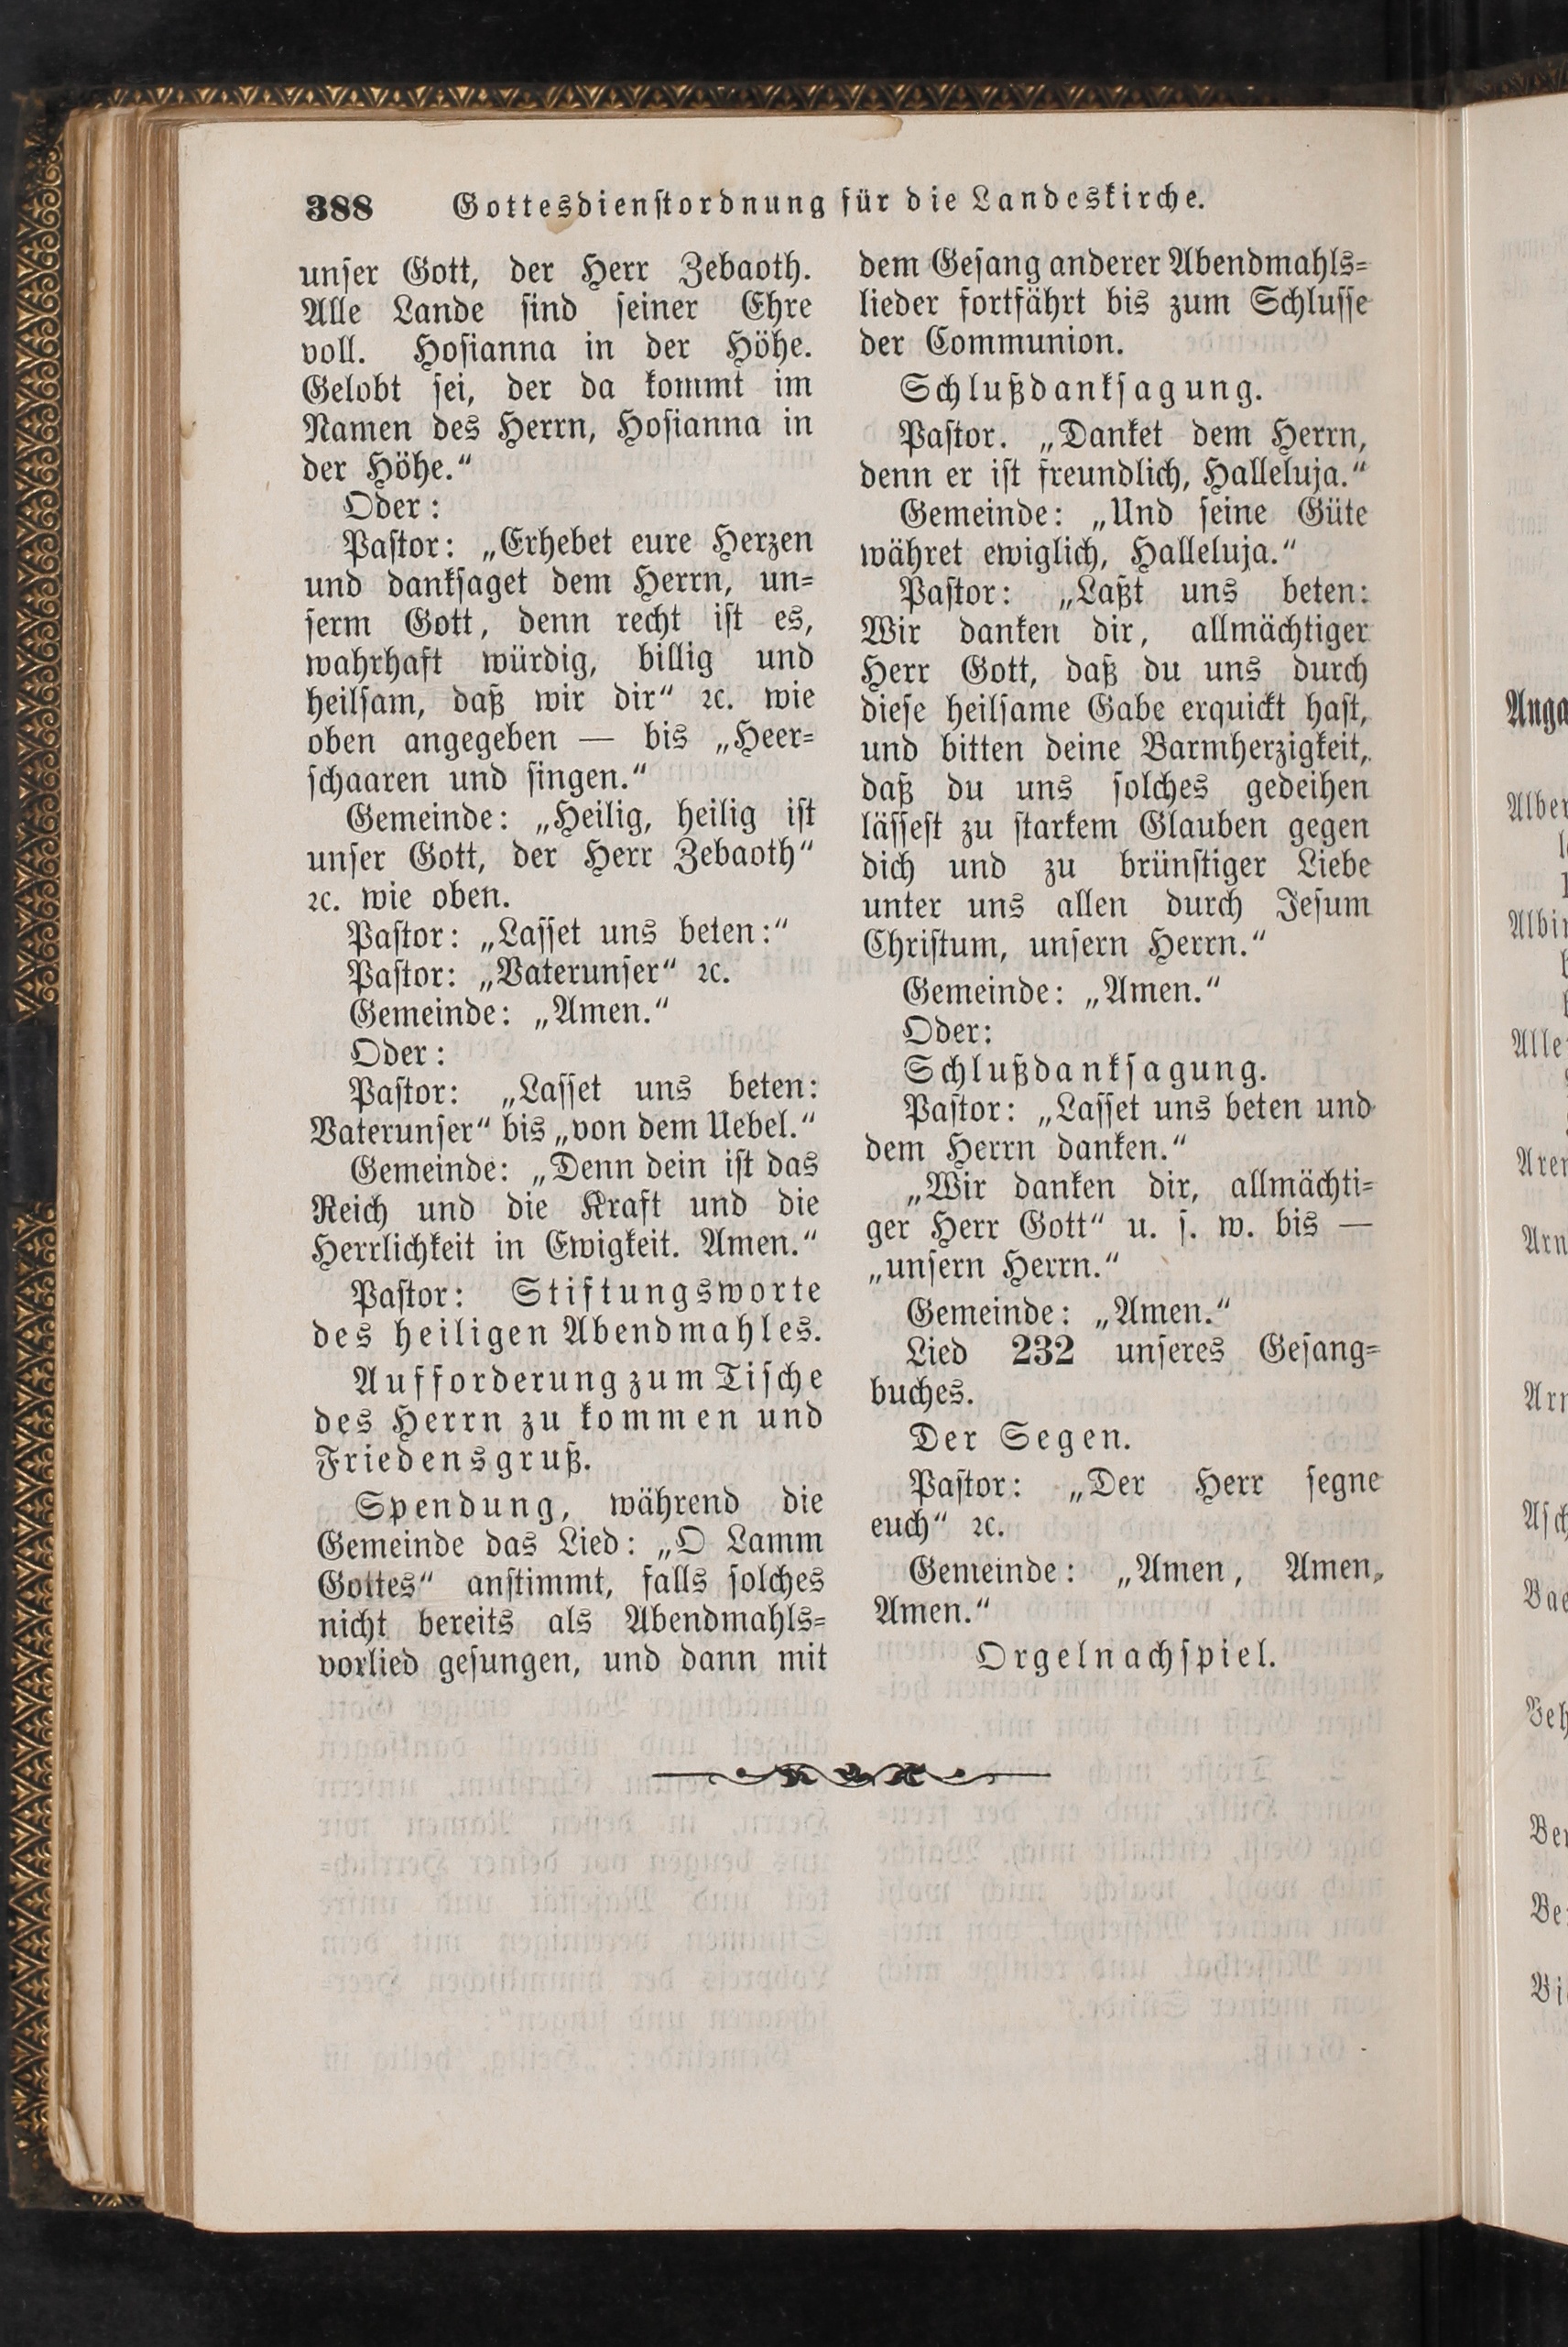 388 Gottesdienstordnung für die Landeskirche.
unser Gott, der Herr Zebaoth.
Alle Lande sind seiner Ehre
voll. Hosianna in der Höhe.
Gelobt sei, der da kommt im
Namen des Herrn, Hosianna in
der Höhe.“
Oder:
Pastor: „Erhebet eure Herzen
und danksaget dem Herrn, un=
serm Gott, denn recht ist es,
wahrhaft würdig, billig und
heilsam, daß wir dir“ ꝛc. wie
oben angegeben — bis „Heer=
schaaren und singen.“
Gemeinde: „Heilig, heilig ist
unser Gott, der Herr Zebaoth“
ꝛc. wie oben.
Pastor: „Lasset uns beten:“
Pastor: „Vaterunser“ ꝛc.
Gemeinde: „Amen.“
Oder:
Pastor: „Lasset uns beten:
Vaterunser“ bis „von dem Uebel.“
Gemeinde: „Denn dein ist das
Reich und die Kraft und die
Herrlichkeit in Ewigkeit. Amen.“
Pastor: Stiftungsworte
des heiligen Abendmahles.
Aufforderung zum Tische
des Herrn zu kommen und
Friedensgruß.
Spendung, während die
Gemeinde das Lied: „O Lamm
Gottes“ anstimmt, falls solches
nicht bereits als Abendmahls=
vorlied gesungen, und dann mit
dem Gesang anderer Abendmahls=
lieder fortfährt bis zum Schlusse
der Communion.
Schlußdanksagung.
Pastor. „Danket dem Herrn,
denn er ist freundlich, Halleluja.“
Gemeinde: „Und seine Güte
währet ewiglich, Halleluja.“
Pastor: „Laßt uns beten:
Wir danken dir, allmächtiger
Herr Gott, daß du uns durch
diese heilsame Gabe erquickt hast,
und bitten deine Barmherzigkeit,
daß du uns solches gedeihen
lässest zu starkem Glauben gegen
dich und zu brünstiger Liebe
unter uns allen durch Jesum
Christum, unsern Herrn.“
Gemeinde: „Amen.“
Oder:
Schlußdanksagung.
Pastor: „Lasset uns beten und
dem Herrn danken.“
„Wir danken dir, allmächti=
ger Herr Gott“ u. s. w. bis —
„unsern Herrn.“
Gemeinde: „Amen.“
Lied 232 unseres Gesang=
buches.
Der Segen.
Pastor: „Der Herr segne
euch“ ꝛc.
Gemeinde: „Amen, Amen,
Amen.“
Orgelnachspiel.